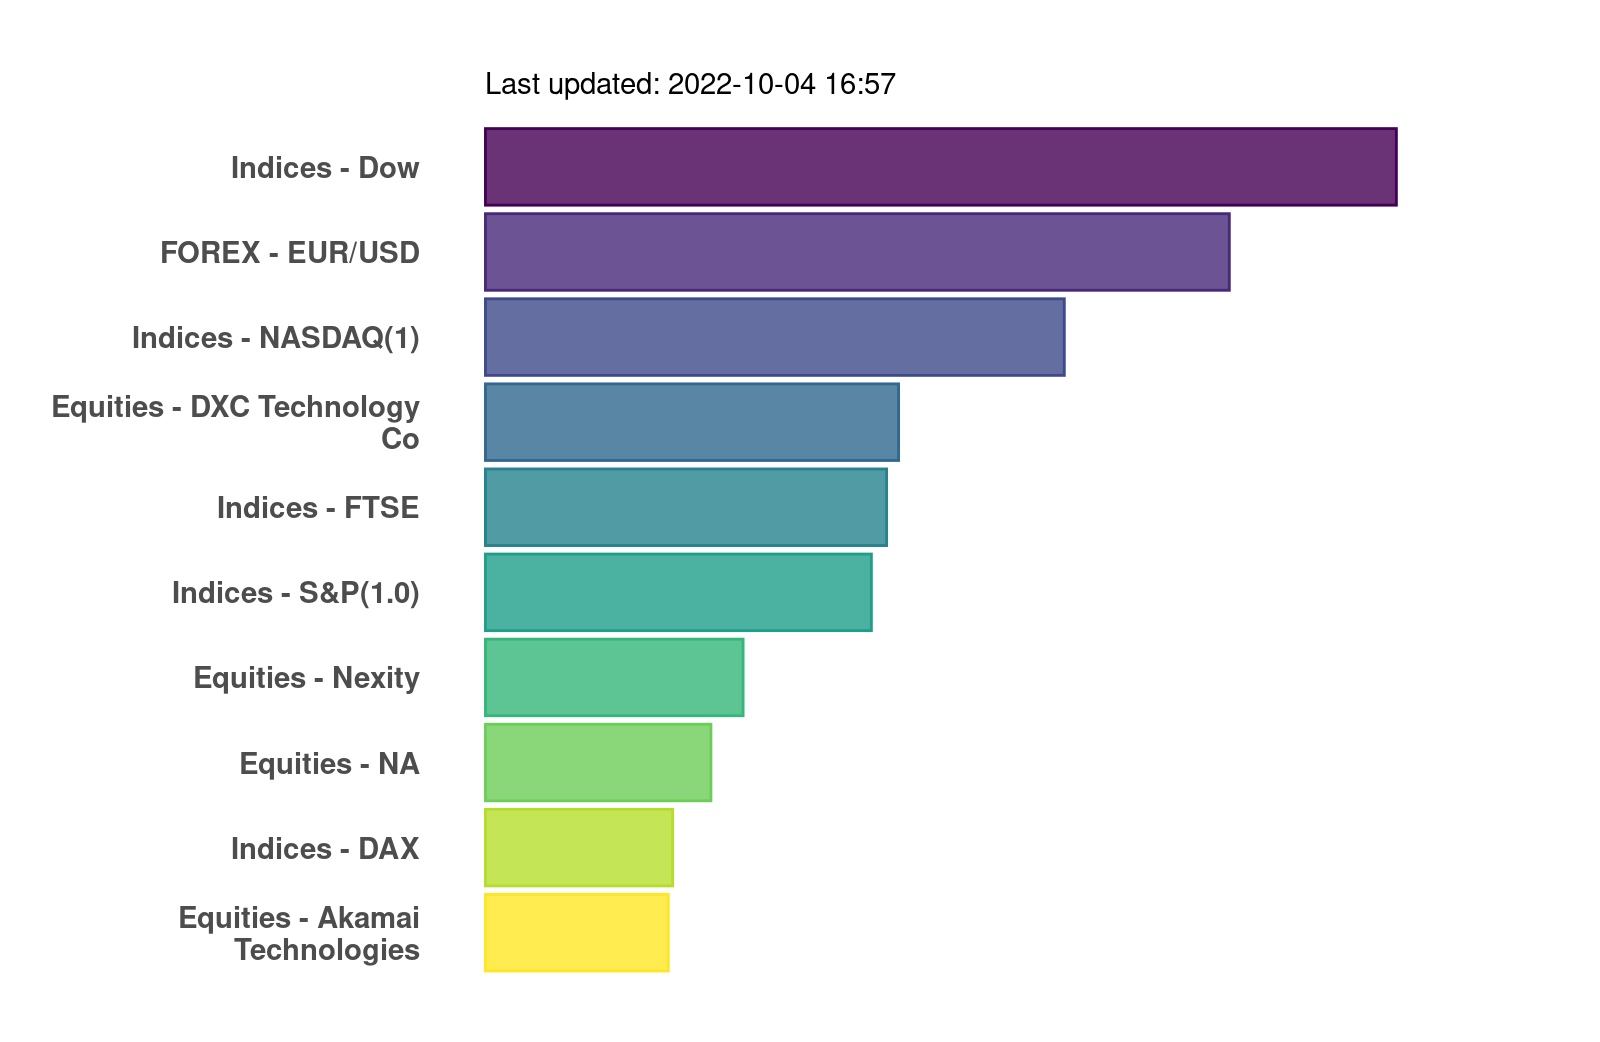 Last updated: 2022-10-04 16:57
Indices - Dow
FOREX - EUR/USD
Indices - NASDAQ(1)
Equities - DXC Technology
Co
Indices - FTSE
Indices - S&P(1.0)
Equities - Nexity
Equities - NA
Indices - DAX
Equities - Akamai
Technologies